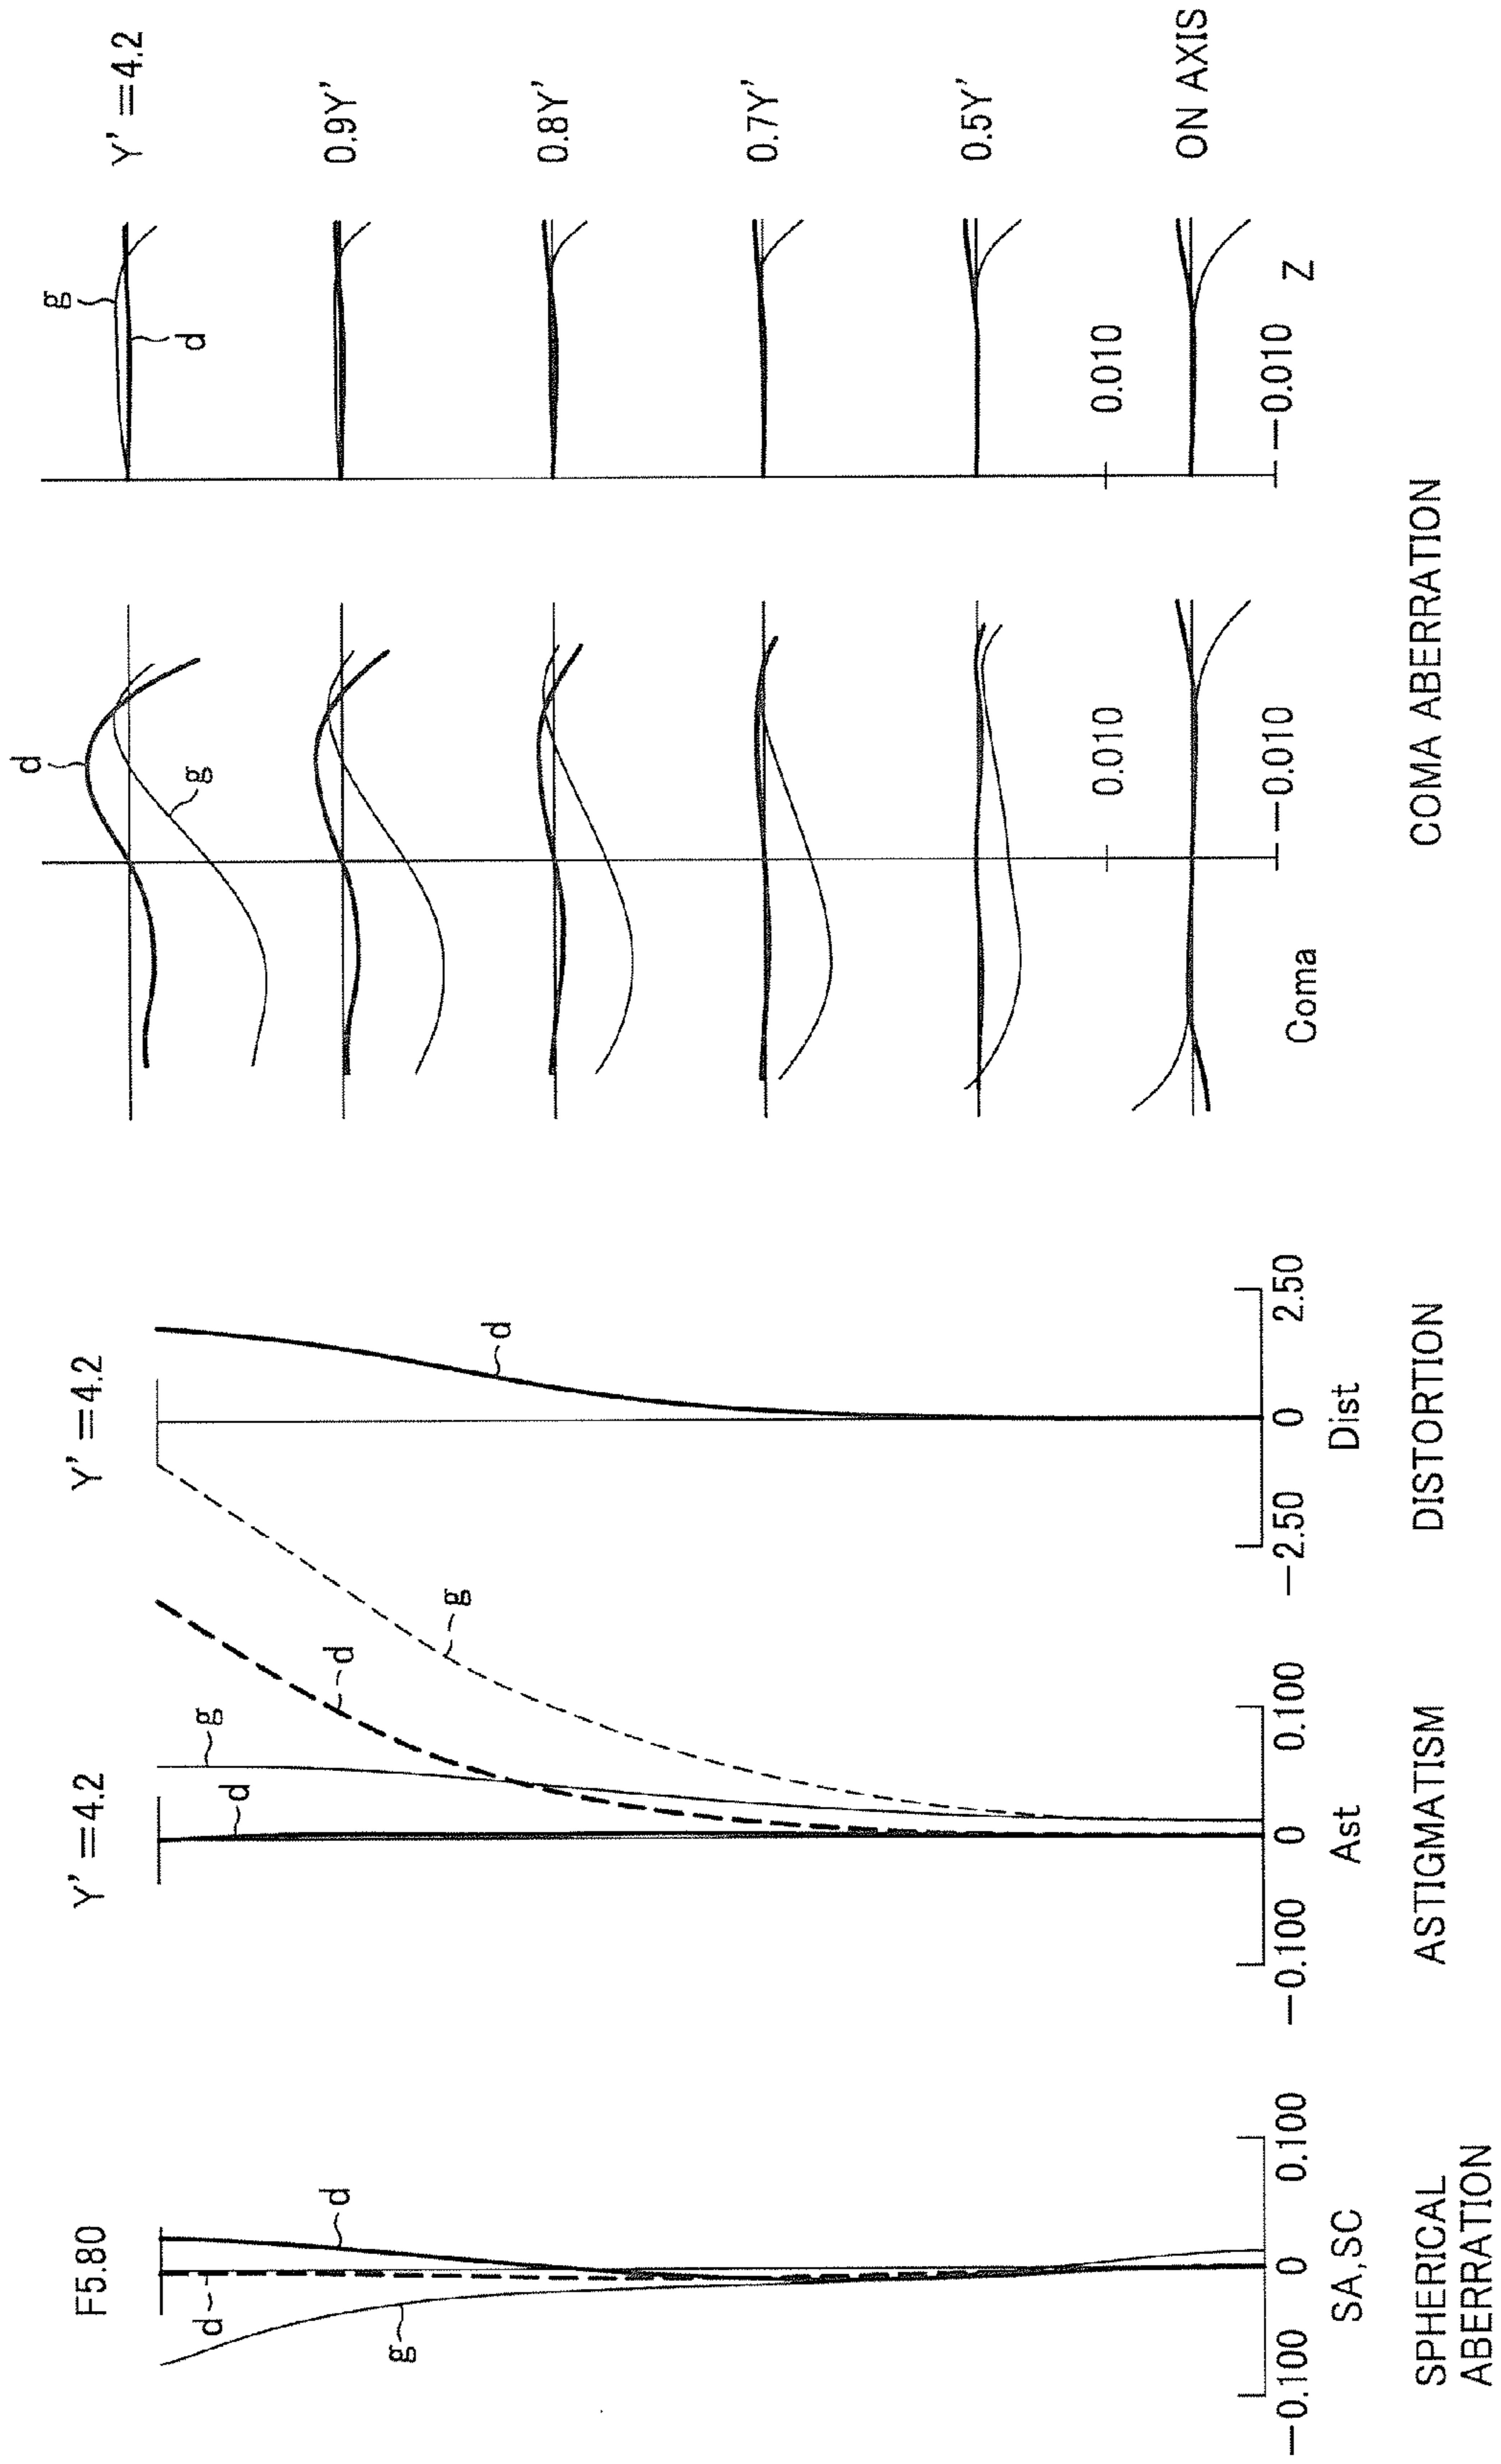 F5.80
d
d
g
−0.100
0
0.100
SA,SC
SPHERICAL
ABERRATION
Y' =4.2
d
g
d
g
−0.100
0
0.100
Ast
ASTIGMATISM
Y' =4.2
d
−2.50
0
2.50
Dist
DISTORTION
d
g
0.010
−0.010
Coma
g
d
0.010
−0.010
Z
Y' =4.2
0.9Y'
0.8Y'
0.7Y'
0.5Y'
ON AXIS
COMA ABERRATION